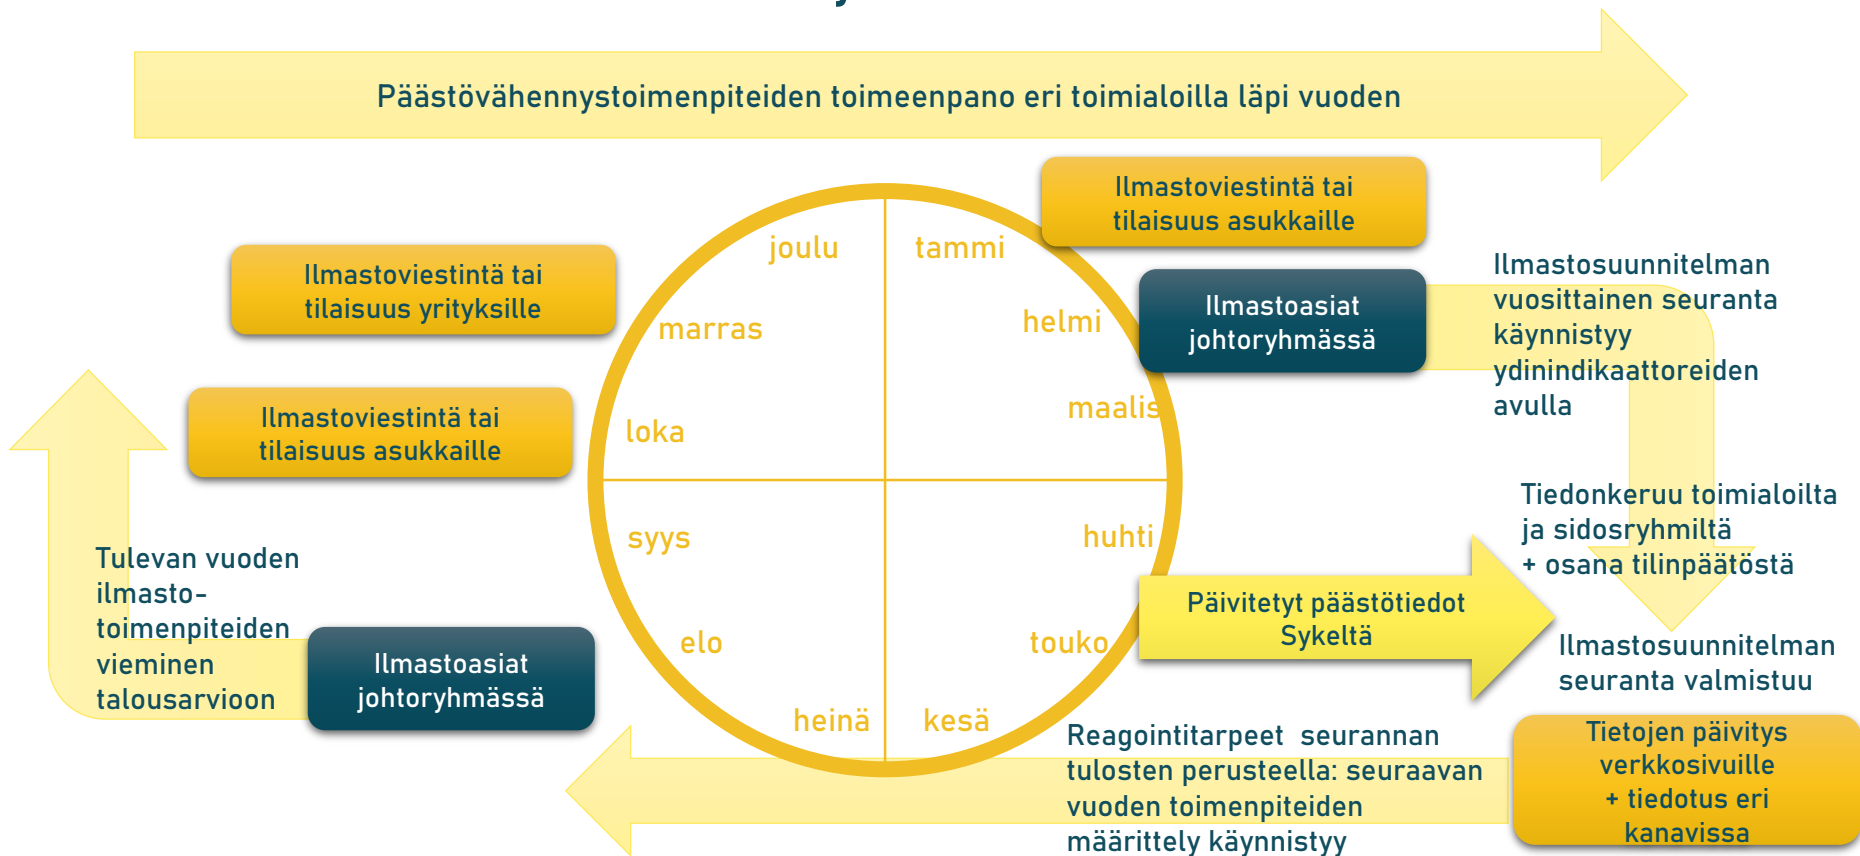 Päästövähennystoimenpiteiden toimeenpano eri toimialoilla läpi vuoden
Ilmastoviestintä tai
tilaisuus asukkaille
joulu
tammi
Ilmastoviestintä tai
tilaisuus yrityksille
marras
helmi
Ilmastoasiat
johtoryhmässä
Ilmastosuunnitelman
vuosittainen seuranta
käynnistyy
ydinindikaattoreiden
avulla
Ilmastoviestintä tai
tilaisuus asukkaille
loka
maalis
Tiedonkeruu toimialoilta
ja sidosryhmiltä
+ osana tilinpäätöstä
syys
huhti
Tulevan vuoden
ilmasto-
toimenpiteiden
vieminen
talousarvioon
Päivitetyt päästötiedot
Sykeltä
elo
touko
Ilmastoasiat
johtoryhmässä
Ilmastosuunnitelman
seuranta valmistuu
heinä
kesä
Reagointitarpeet seurannan
tulosten perusteella: seuraavan
vuoden toimenpiteiden
määrittely käynnistyy
Tietojen päivitys
verkkosivuille
+ tiedotus eri
kanavissa